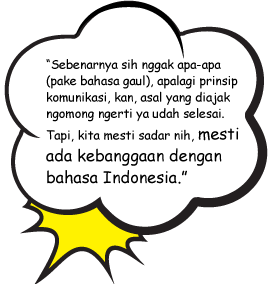 “Sebenarnya sih nggak apa-apa
(pake bahasa gaul), apalagi prinsip
komunikasi, kan, asal yang diajak
ngomong ngerti ya udah selesai.
Tapi, kita mesti sadar nih, mesti
ada kebanggaan dengan
bahasa Indonesia.”